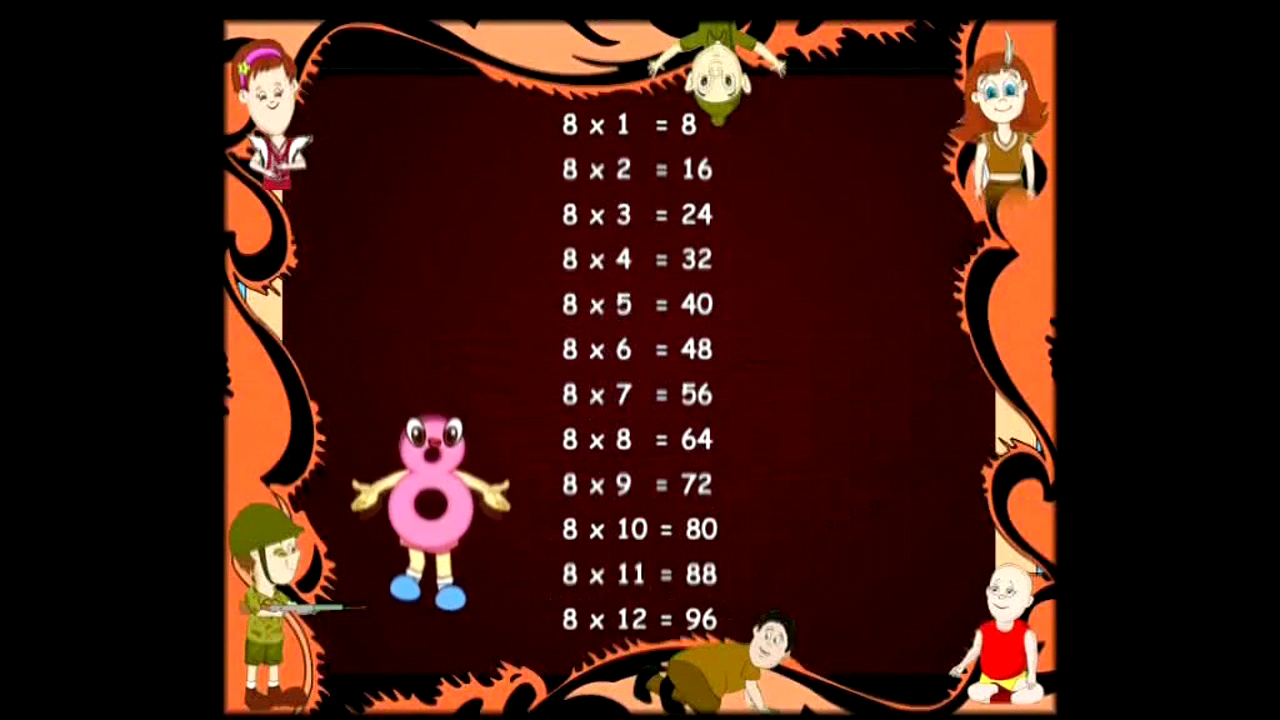 8 x 1 = 8
8 x 2 = 16
8 x 3 = 24
8 x 4 = 32
8 x 5 = 40
8 x 6 = 48
8 x 7 = 56
8 x 8 = 64
8 x 9 = 72
8 x 10 = 80
8 x 11 = 88
8 x 12 = 96